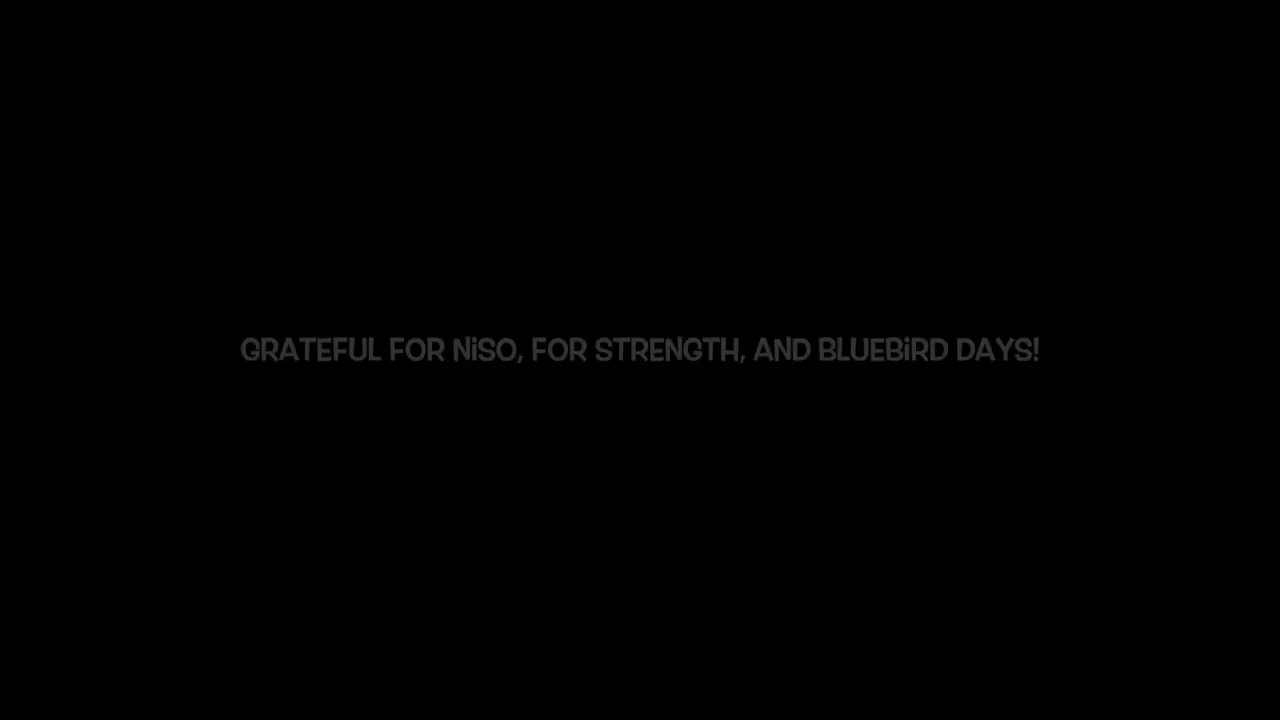 GRATEFUL FOR NiSO, FOR STRENGTH, AND BLUEBiRD DAYS!